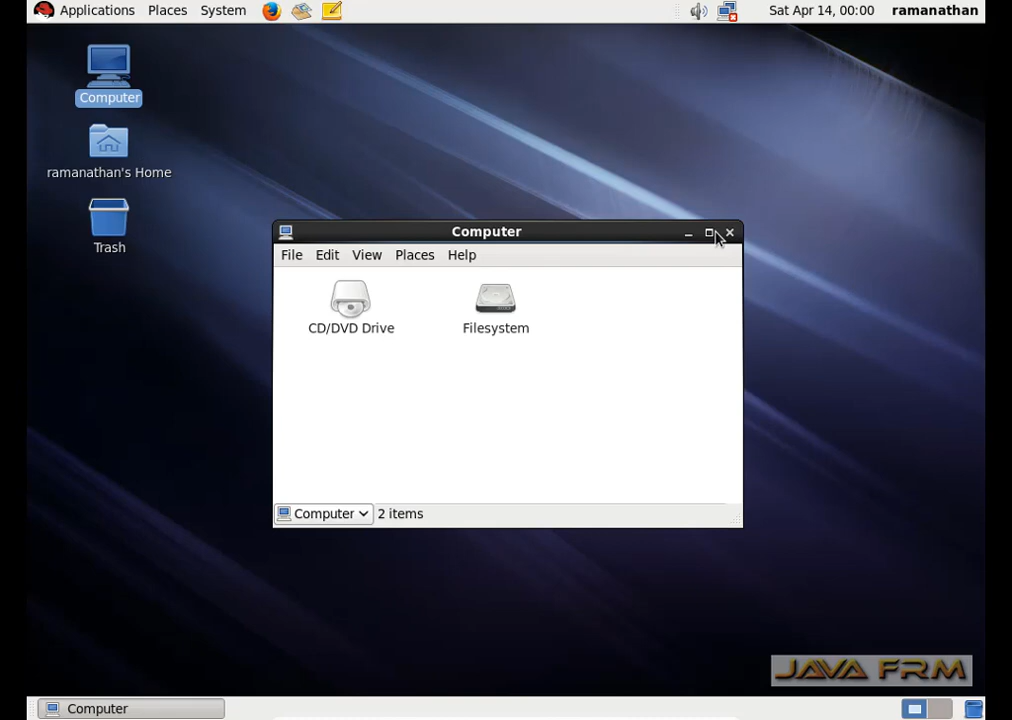 Applications Places System Sat Apr 14, 00:00 ramanathan
Computer
ramanathan's Home
Trash
Computer
File Edit View Places Help
CD/DVD Drive Filesystem
Computer 2 items
JAVA FRM
Computer